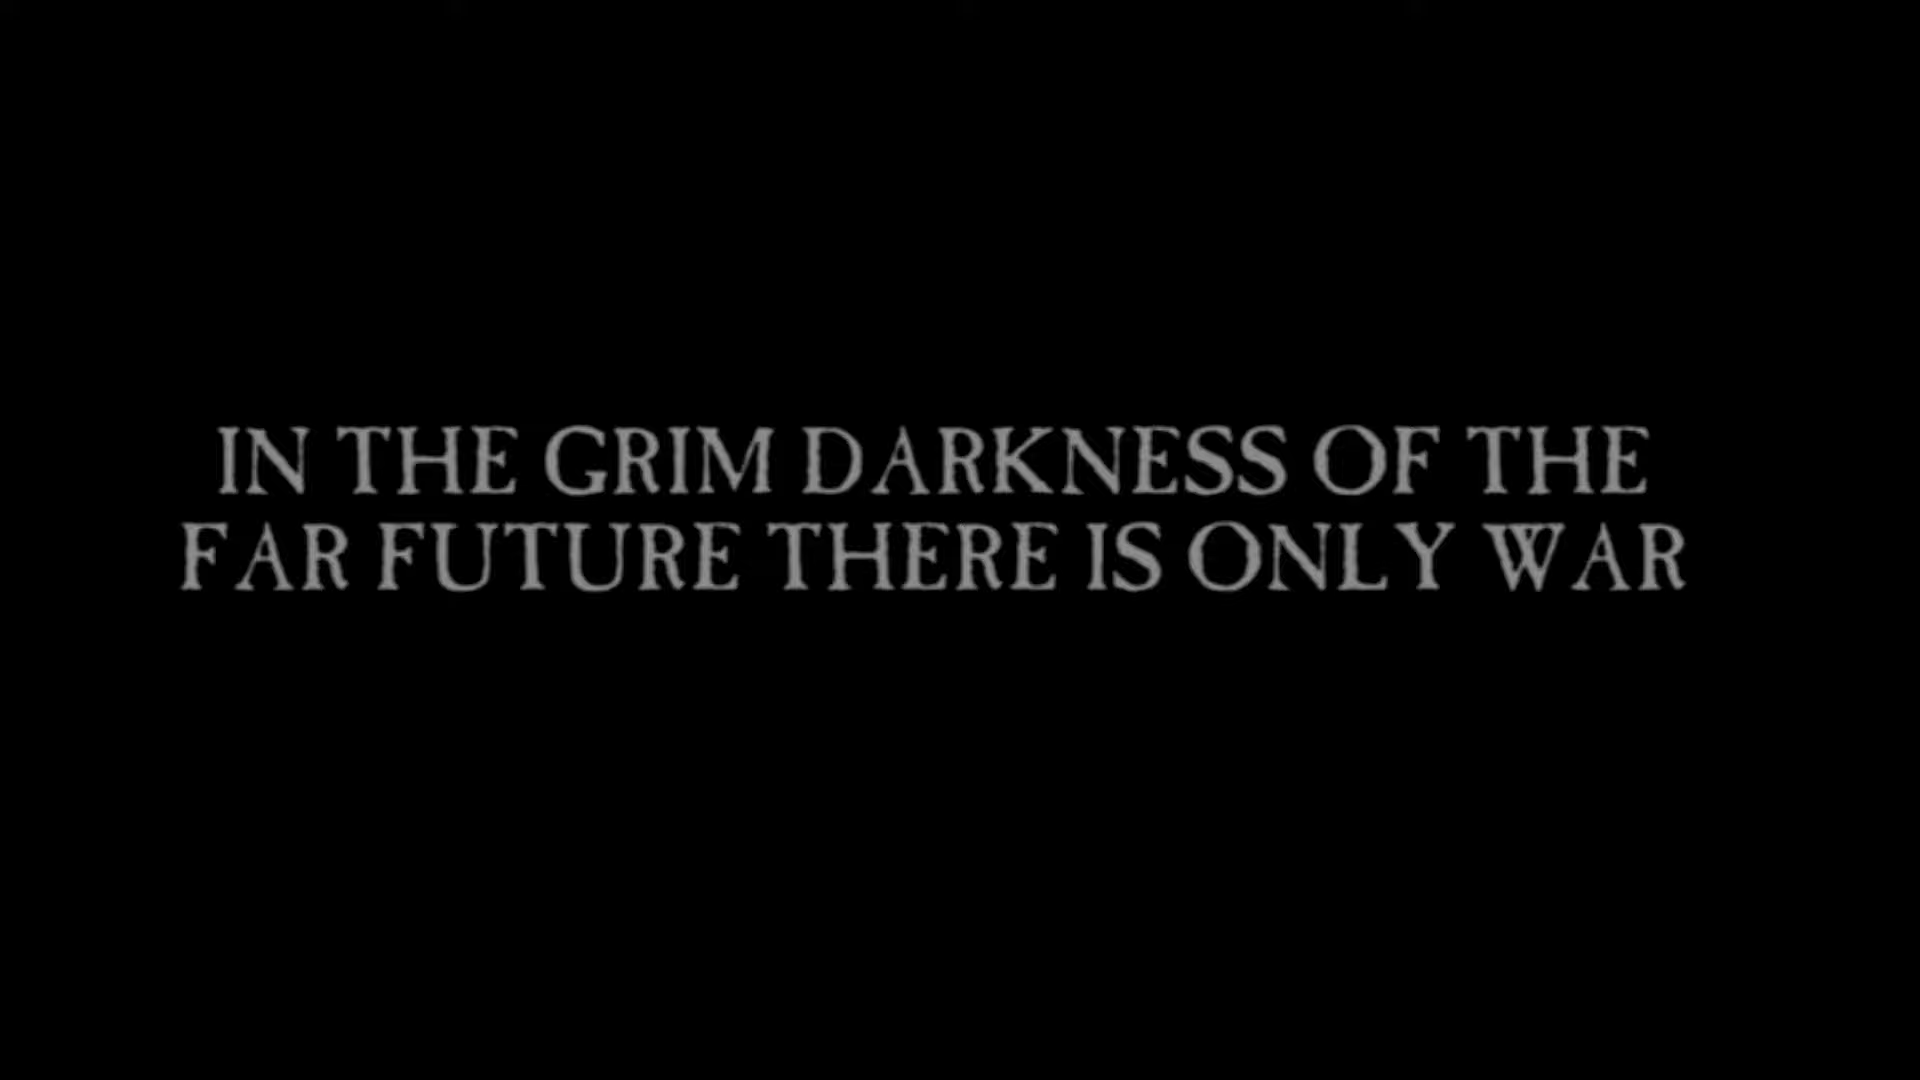 IN THE GRIM DARKNESS OF THE
FAR FUTURE THERE IS ONLY WAR